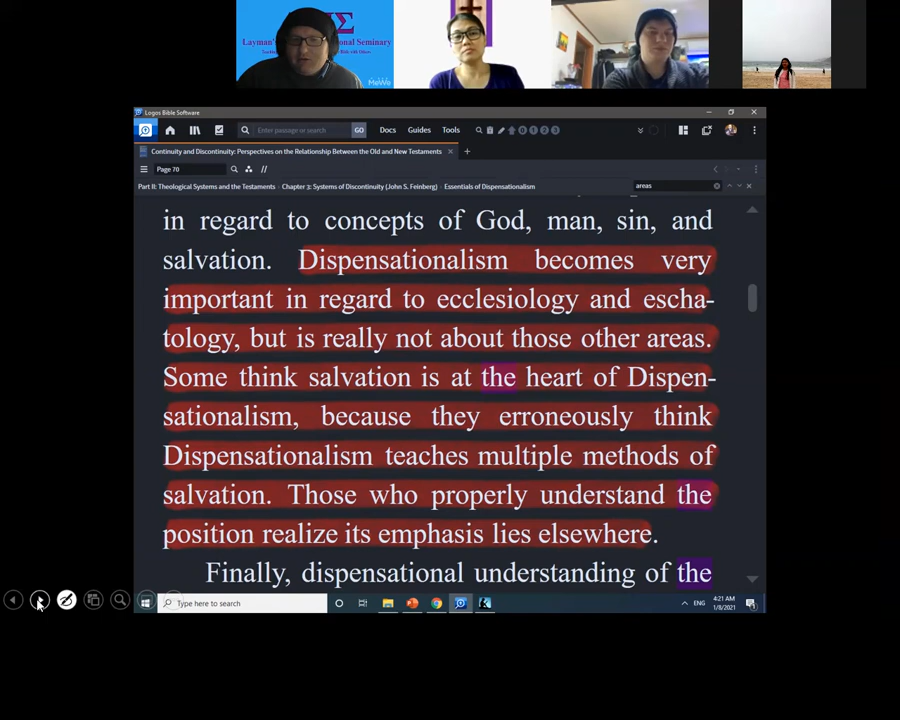 Layman's
onal Seminary
MeWe
Logos Bible Software
Enter passage or search
GO
Docs
Guides
Tools
Continuity and Discontinuity: Perspectives on the Relationship Between the Old and New Testaments
Page 70
Part II: Theological Systems and the Testaments
Chapter 3: Systems of Discontinuity (John S. Feinberg)
Essentials of Dispensationalism
areas
in regard to concepts of God, man, sin, and
salvation. Dispensationalism becomes very
important in regard to ecclesiology and escha-
tology, but is really not about those other areas.
Some think salvation is at the heart of Dispen-
sationalism, because they erroneously think
Dispensationalism teaches multiple methods of
salvation. Those who properly understand the
position realize its emphasis lies elsewhere.
Finally, dispensational understanding of the
Type here to search
ENG
4:21 AM
1/8/2021